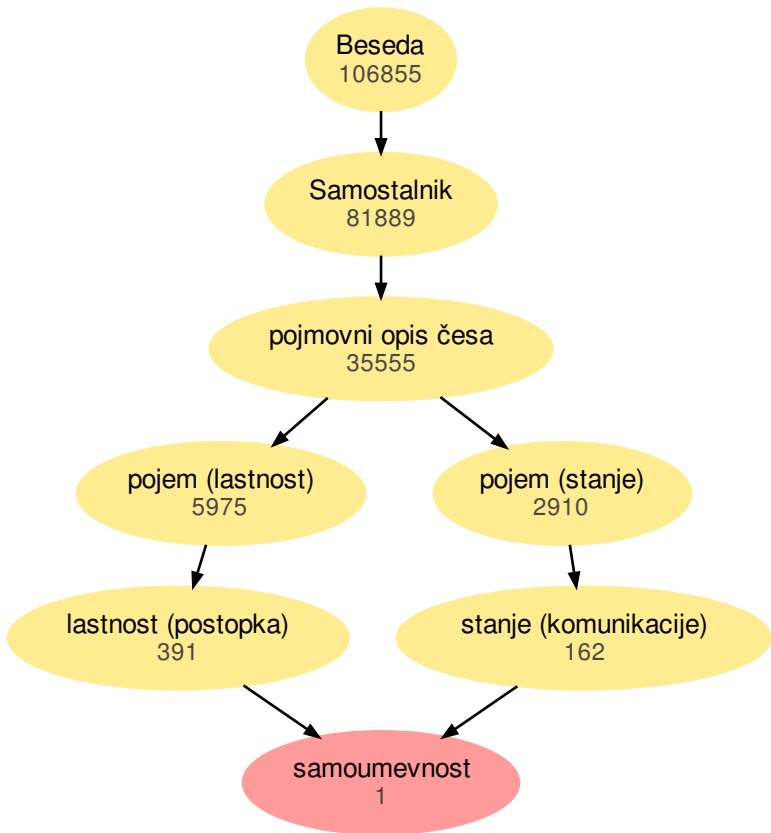 Beseda
106855
Samostalnik
81889
pojmovni opis česa
35555
pojem (lastnost)
5975
pojem (stanje)
2910
lastnost (postopka)
391
stanje (komunikacije)
162
samoumevnost
1